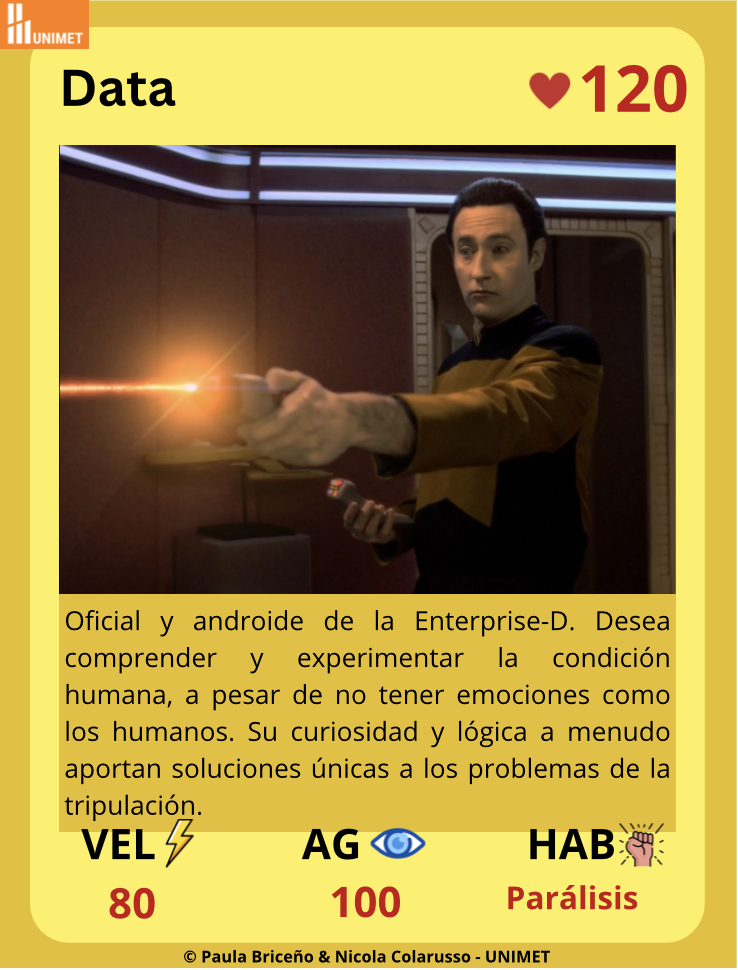 UNIMET
Data
120
Oficial y androide de la Enterprise-D. Desea
comprender y experimentar la condición
humana, a pesar de no tener emociones como
los humanos. Su curiosidad y lógica a menudo
aportan soluciones únicas a los problemas de la
tripulación.
VEL AG HAB
80 100 Parálisis
© Paula Briceño & Nicola Colarusso - UNIMET